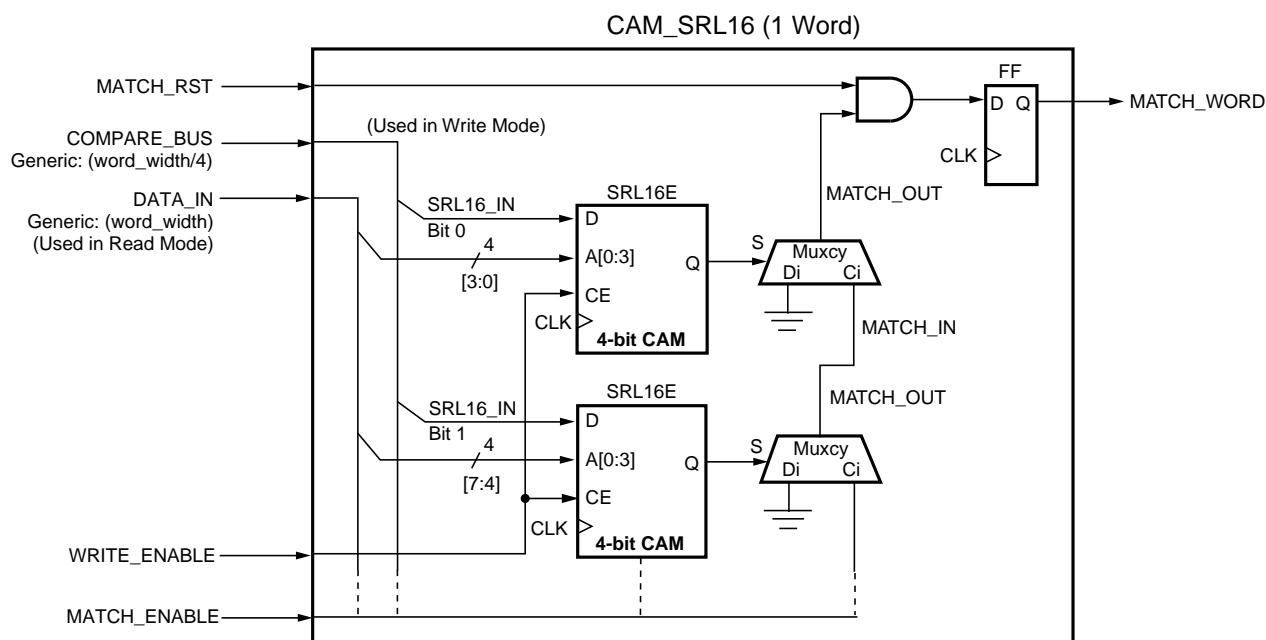 CAM_SRL16 (1 Word)
MATCH_RST
FF
D Q
MATCH_WORD
CLK
COMPARE_BUS
Generic: (word_width/4)
(Used in Write Mode)
DATA_IN
Generic: (word_width)
(Used in Read Mode)
SRL16_IN
Bit 0
4
[3:0]
SRL16E
D
A[0:3]
Q
CE
CLK
4-bit CAM
MATCH_OUT
S
Muxcy
Di Ci
MATCH_IN
MATCH_OUT
SRL16_IN
Bit 1
4
[7:4]
SRL16E
D
A[0:3]
Q
CE
CLK
4-bit CAM
S
Muxcy
Di Ci
WRITE_ENABLE
MATCH_ENABLE